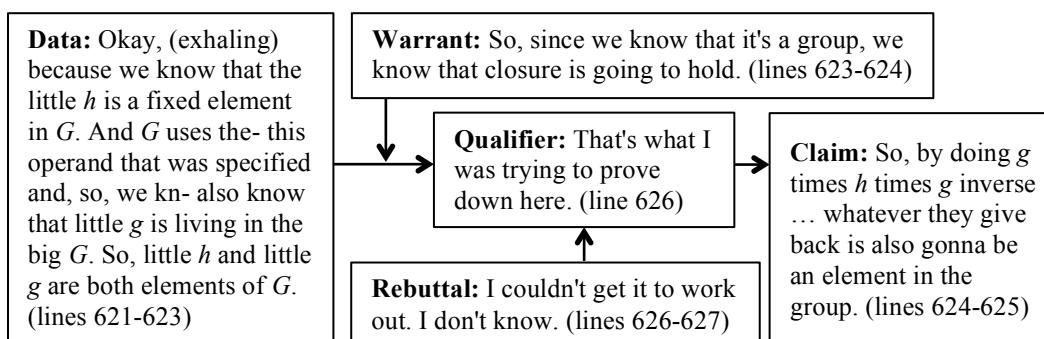 Data: Okay, (exhaling)
because we know that the
little h is a fixed element
in G. And G uses the- this
operand that was specified
and, so, we kn- also know
that little g is living in the
big G. So, little h and little
g are both elements of G.
(lines 621-623)
Warrant: So, since we know that it's a group, we
know that closure is going to hold. (lines 623-624)
Qualifier: That's what I
was trying to prove
down here. (line 626)
Rebuttal: I couldn't get it to work
out. I don't know. (lines 626-627)
Claim: So, by doing g
times h times g inverse
… whatever they give
back is also gonna be
an element in the
group. (lines 624-625)